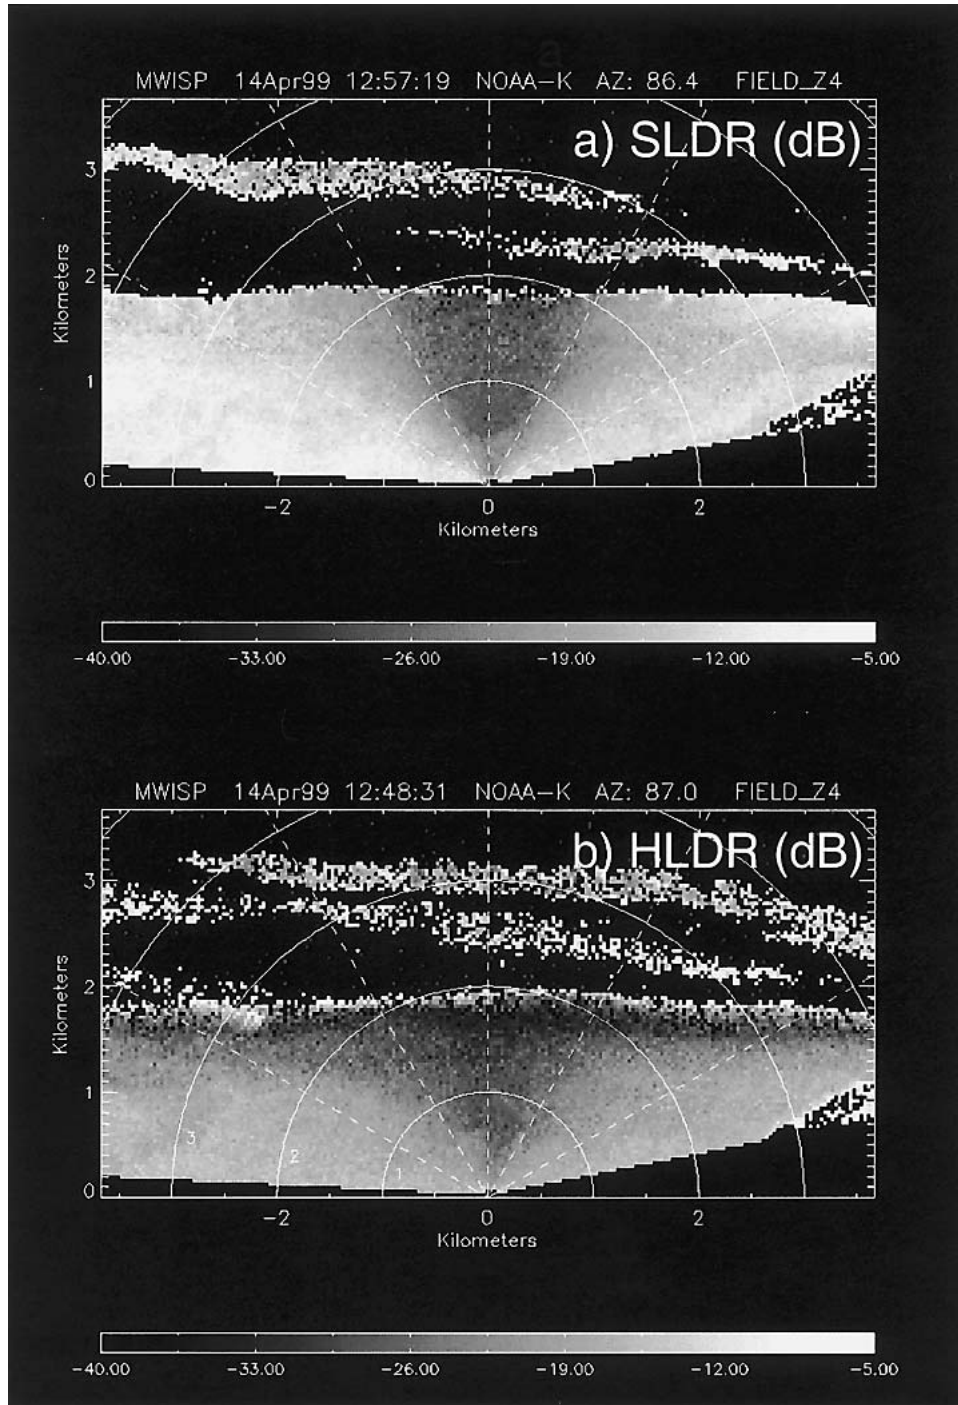 MWISP 14Apr99 12:57:19 NOAA-K AZ: 86.4 FIELD_Z4
a) SLDR (dB)
3
2
1
0
Kilometers
-2 0 2
Kilometers
-40.00 -33.00 -26.00 -19.00 -12.00 -5.00
MWISP 14Apr99 12:48:31 NOAA-K AZ: 87.0 FIELD_Z4
b) HLDR (dB)
3
2
1
0
Kilometers
3 2 1
-2 0 2
Kilometers
-40.00 -33.00 -26.00 -19.00 -12.00 -5.00